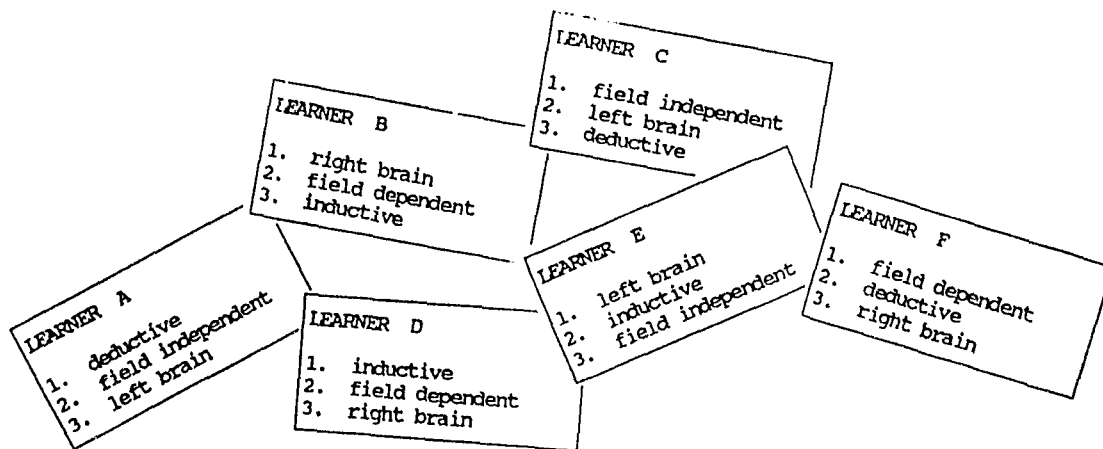 LEARNER A
1. deductive
2. field independent
3. left brain
LEARNER B
1. right brain
2. field dependent
3. inductive
LEARNER C
1. field independent
2. left brain
3. deductive
LEARNER D
1. inductive
2. field dependent
3. right brain
LEARNER E
1. left brain
2. inductive
3. field independent
LEARNER F
1. field dependent
2. deductive
3. right brain